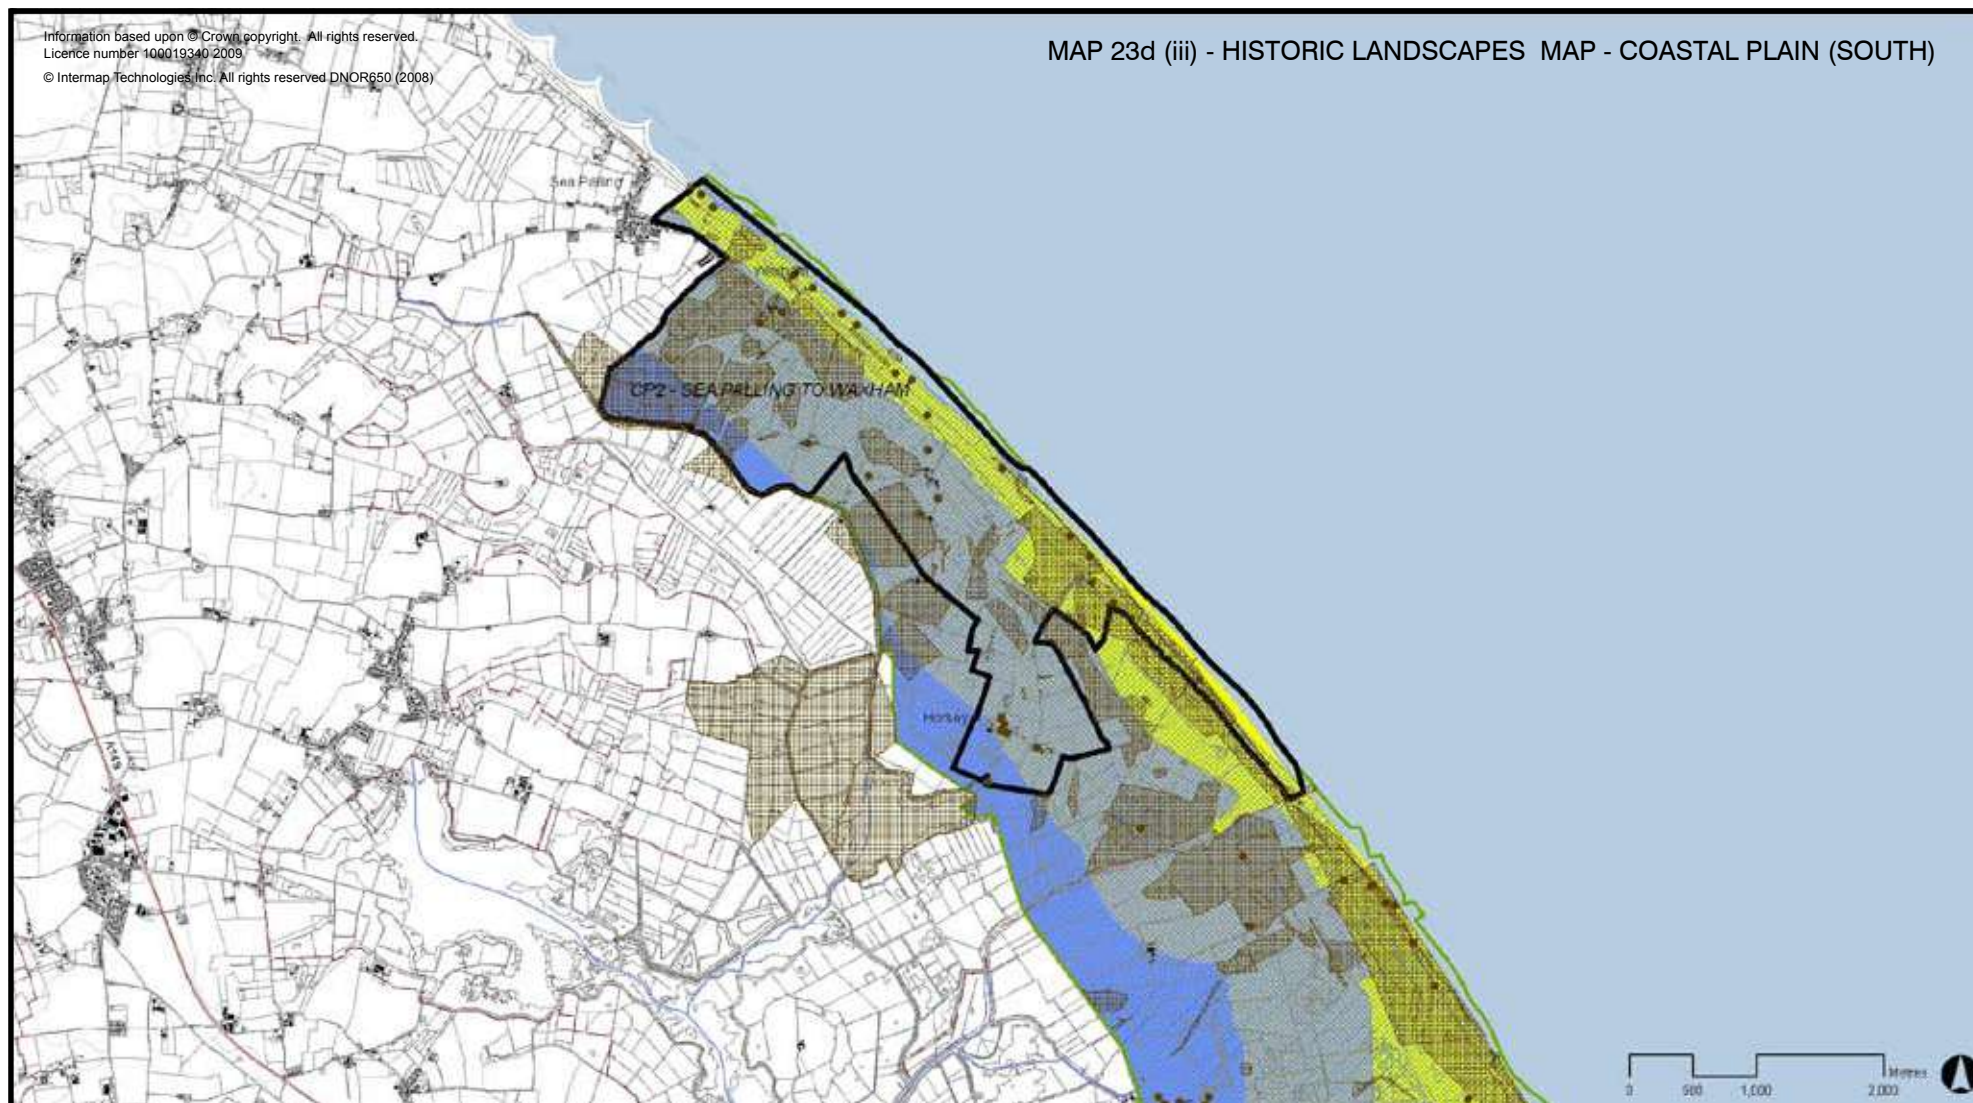 Information based upon © Crown copyright. All rights reserved.
Licence number 100019340 2009
© Intermap Technologies Inc. All rights reserved DNOR650 (2008)
MAP 23d (iii) - HISTORIC LANDSCAPES MAP - COASTAL PLAIN (SOUTH)
Sea Palling
Waxham
CP2 - SEA PALLING TO WAXHAM
Horsey
A149
0 500 1,000 2,000 Metres